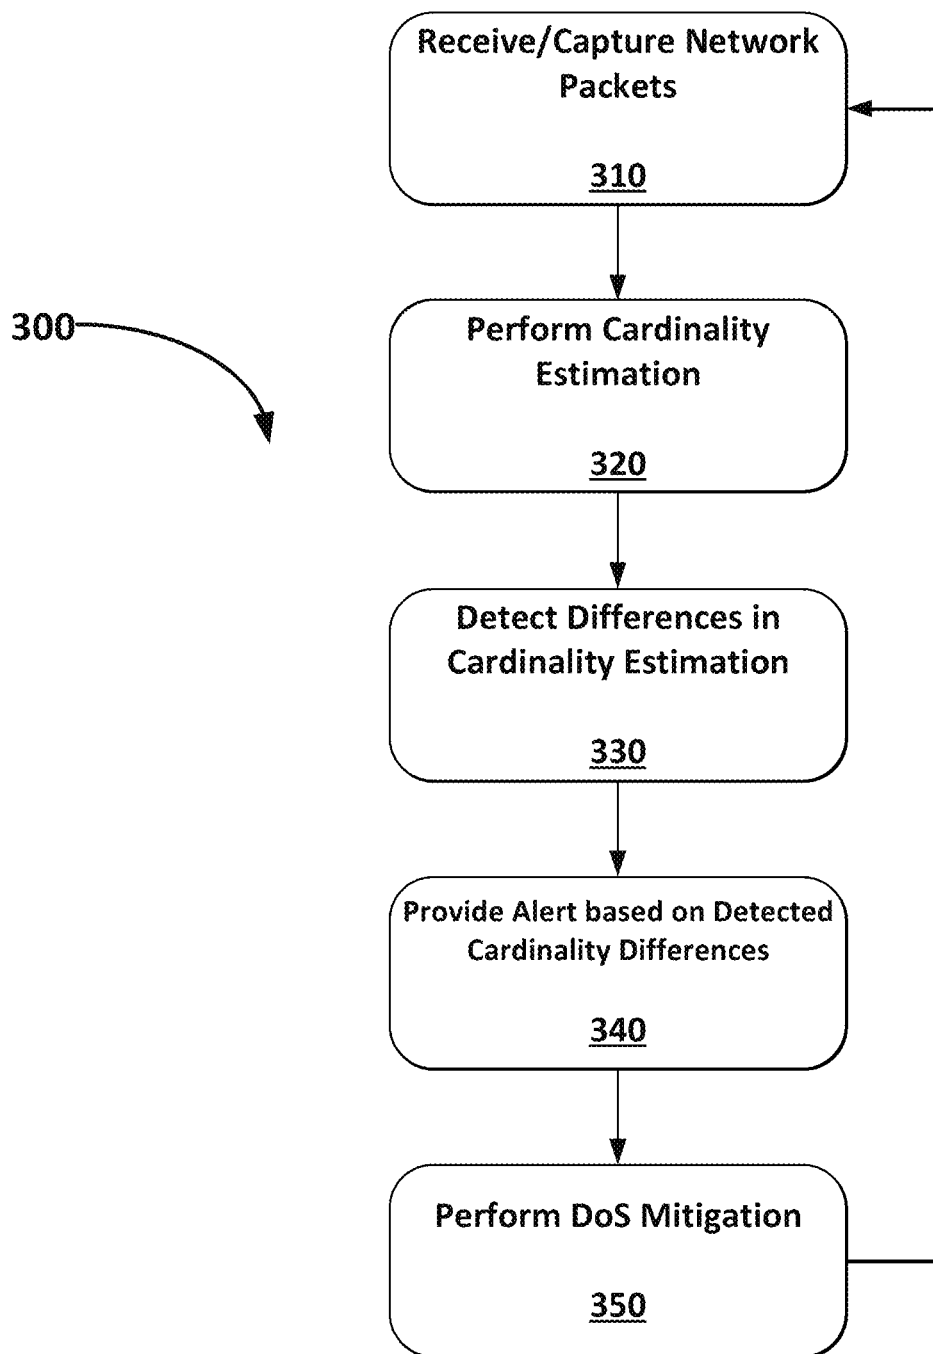 Receive/Capture Network
Packets
310
300
Perform Cardinality
Estimation
320
Detect Differences in
Cardinality Estimation
330
Provide Alert based on Detected
Cardinality Differences
340
Perform DoS Mitigation
350